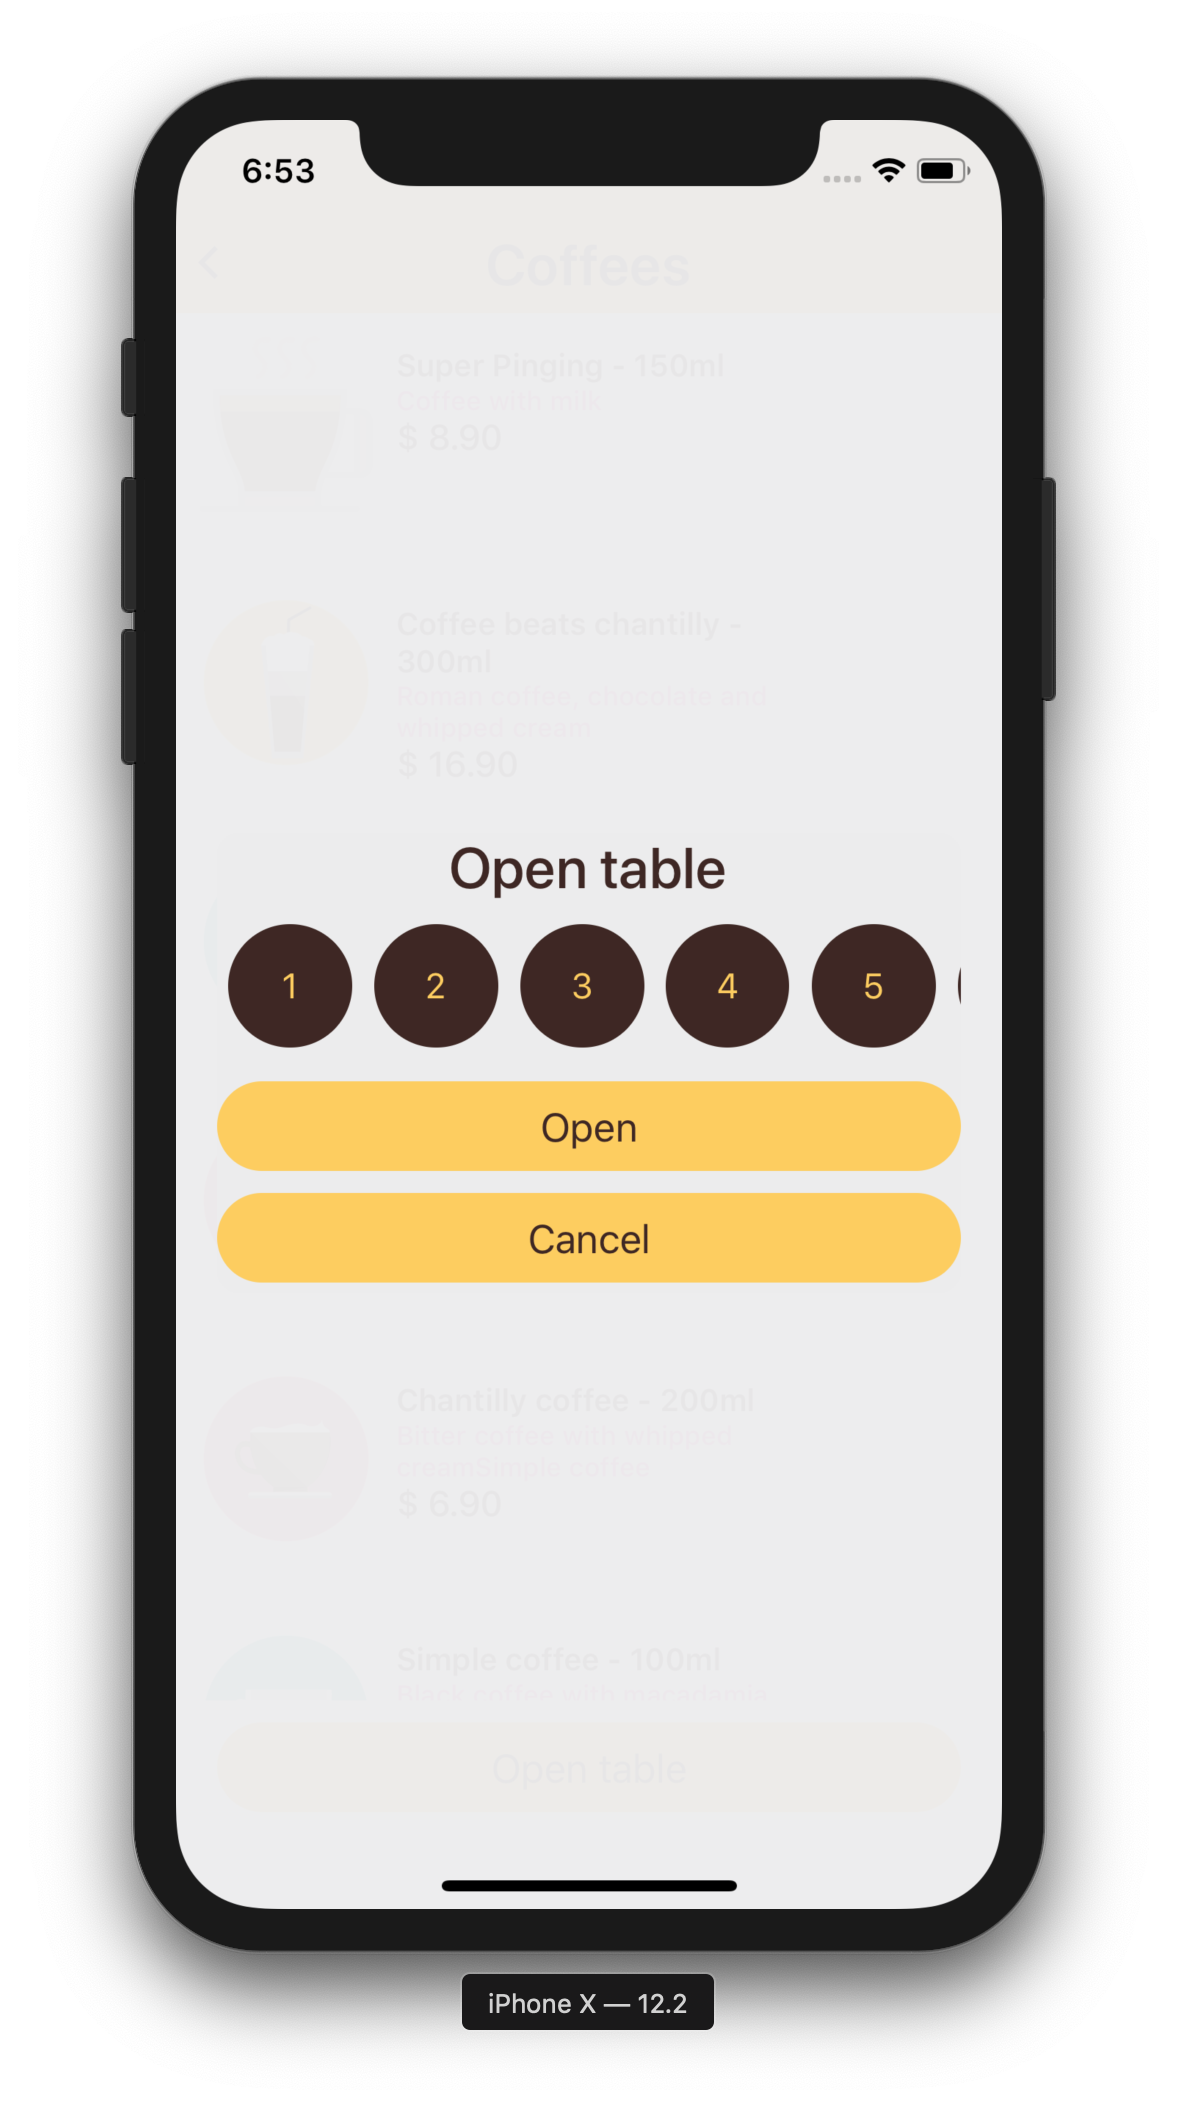 6:53
Coffees
Super Pinging - 150ml
Coffee with milk
$ 8.90
Coffee beats chantilly -
300ml
Roman coffee, chocolate and
whipped cream
$ 16.90
Open table
1 2 3 4 5
Open
Cancel
Chantilly coffee - 200ml
Bitter coffee with whipped
creamSimple coffee
$ 6.90
Simple coffee - 100ml
Black coffee with macadamia
Open table
iPhone X — 12.2